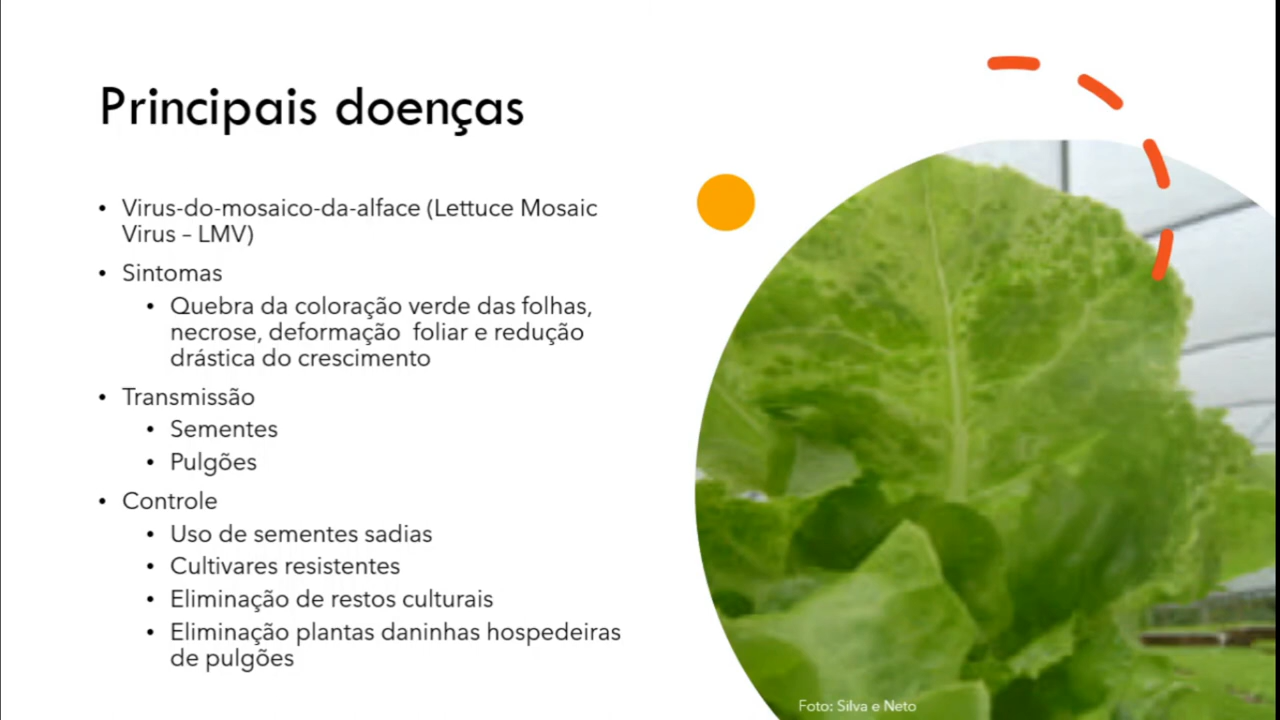 Principais doenças
• Virus-do-mosaico-da-alface (Lettuce Mosaic
Virus – LMV)
• Sintomas
• Quebra da coloração verde das folhas,
necrose, deformação foliar e redução
drástica do crescimento
• Transmissão
• Sementes
• Pulgões
• Controle
• Uso de sementes sadias
• Cultivares resistentes
• Eliminação de restos culturais
• Eliminação plantas daninhas hospedeiras
de pulgões
Foto: Silva e Neto